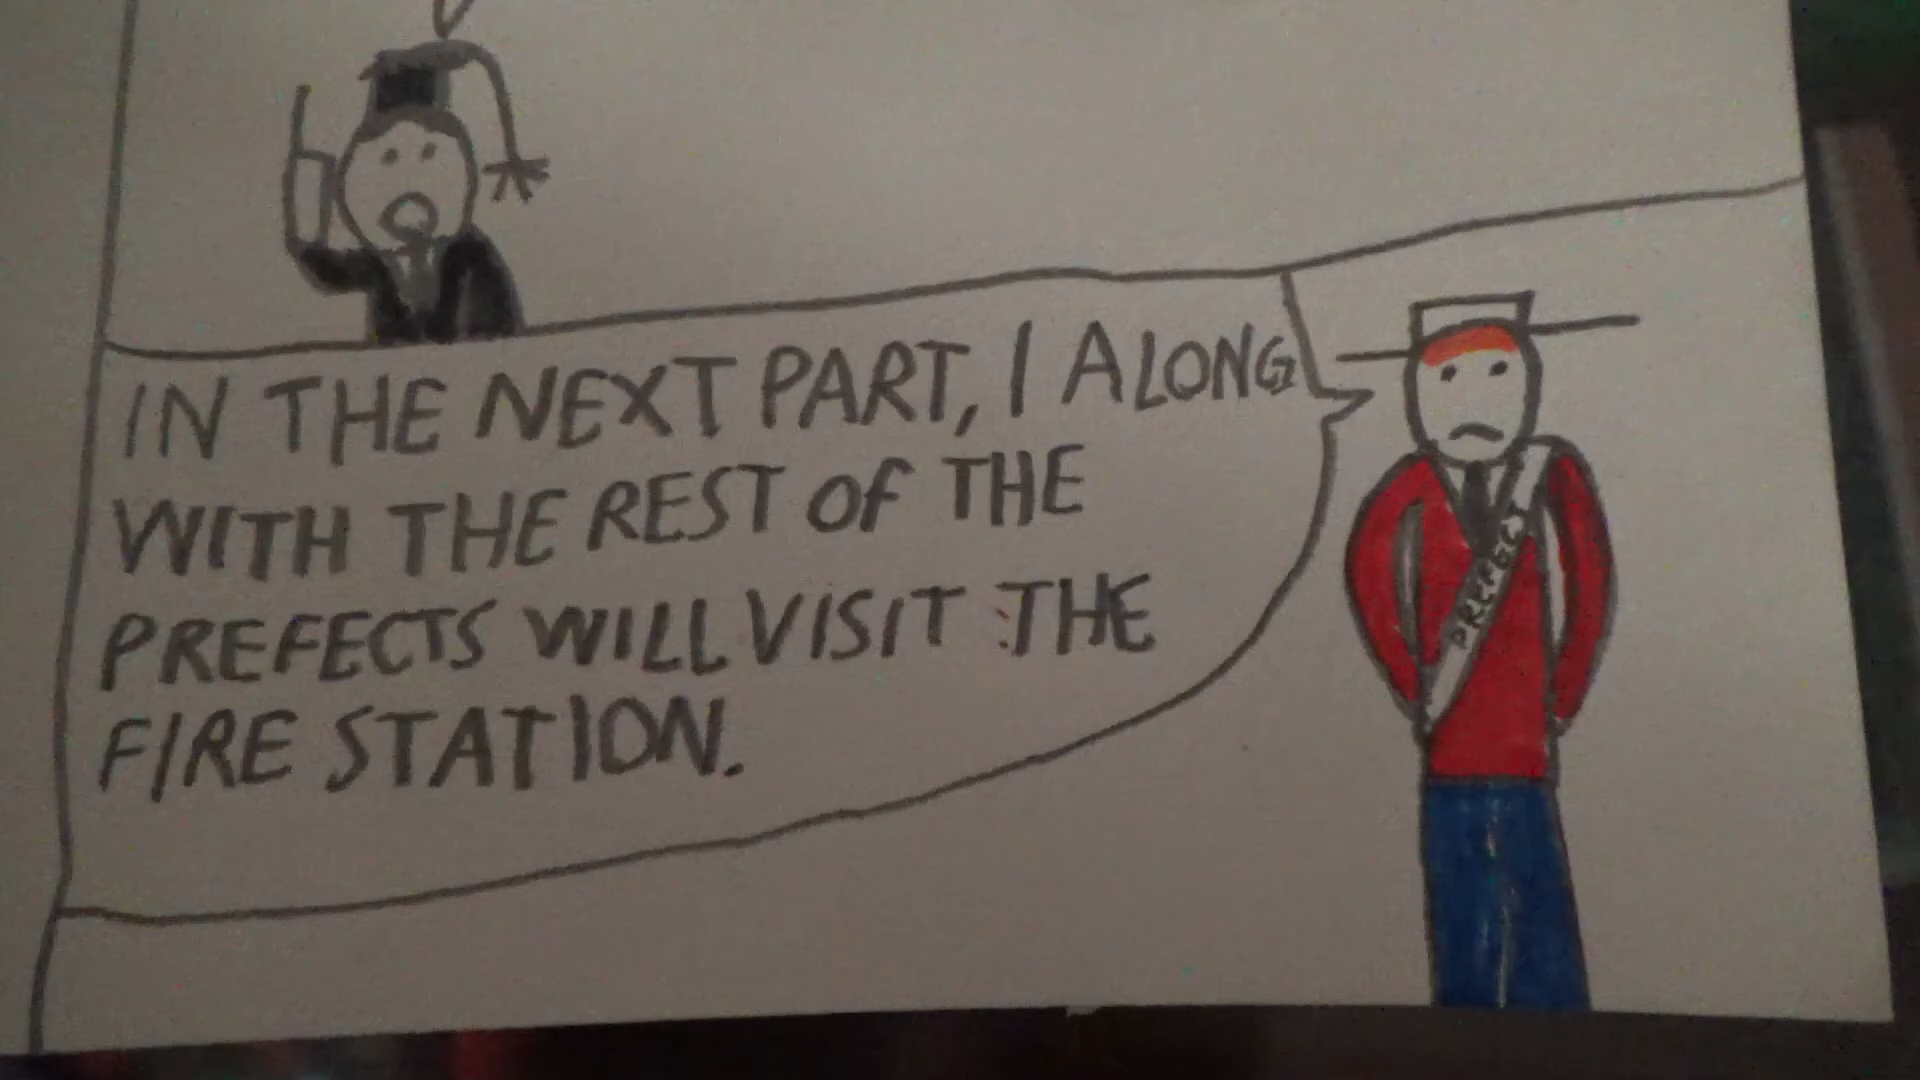 IN THE NEXT PART, I ALONG
WITH THE REST OF THE
PREFECTS WILL VISIT THE
FIRE STATION.
PREFECT